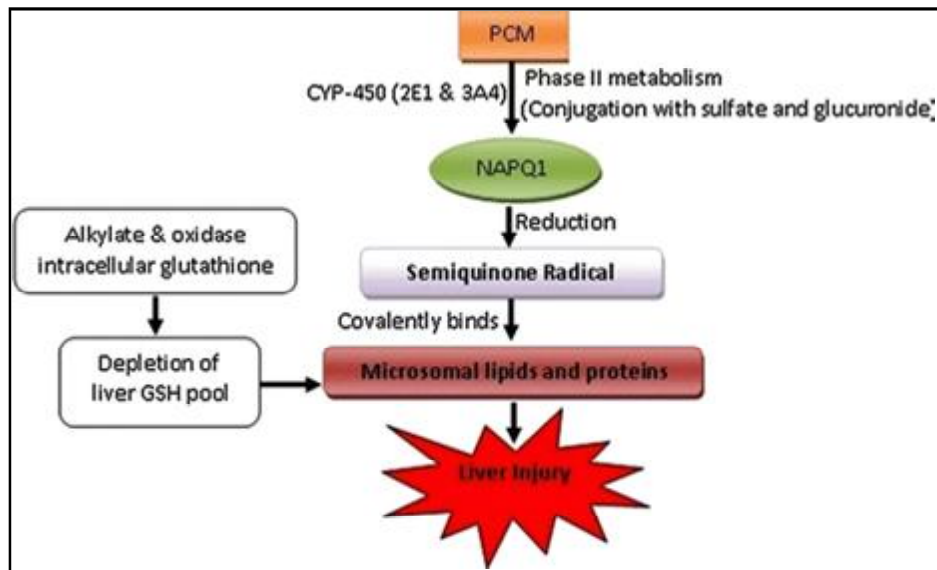 PCM
CYP-450 (2E1 & 3A4)
Phase II metabolism
(Conjugation with sulfate and glucuronide)
NAPQ1
Reduction
Alkylate & oxidase
intracellular glutathione
Semiquinone Radical
Covalently binds
Depletion of
liver GSH pool
Microsomal lipids and proteins
Liver Injury